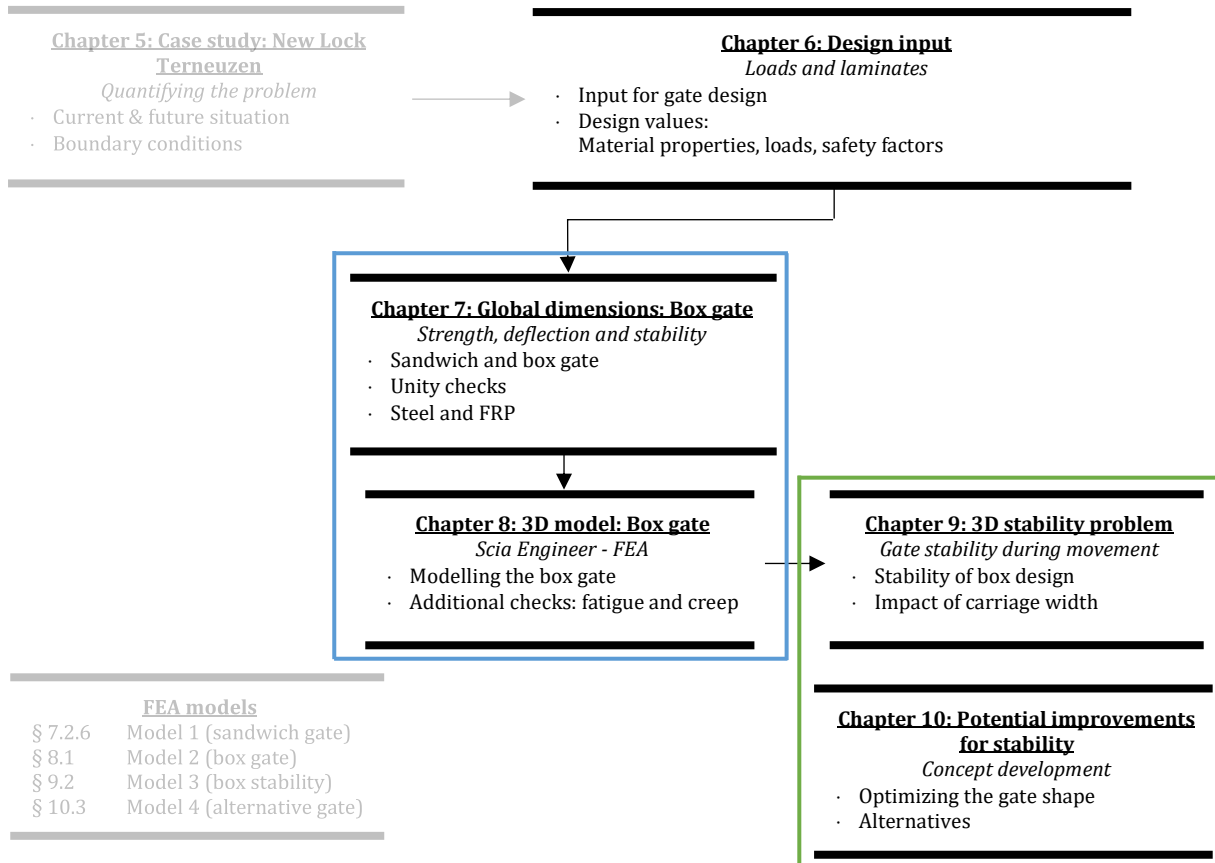 Chapter 5: Case study: New Lock
Terneuzen
Quantifying the problem
· Current & future situation
· Boundary conditions
Chapter 6: Design input
Loads and laminates
· Input for gate design
· Design values:
Material properties, loads, safety factors
Chapter 7: Global dimensions: Box gate
Strength, deflection and stability
· Sandwich and box gate
· Unity checks
· Steel and FRP
Chapter 8: 3D model: Box gate
Scia Engineer - FEA
· Modelling the box gate
· Additional checks: fatigue and creep
Chapter 9: 3D stability problem
Gate stability during movement
· Stability of box design
· Impact of carriage width
FEA models
§ 7.2.6 Model 1 (sandwich gate)
§ 8.1 Model 2 (box gate)
§ 9.2 Model 3 (box stability)
§ 10.3 Model 4 (alternative gate)
Chapter 10: Potential improvements
for stability
Concept development
· Optimizing the gate shape
· Alternatives